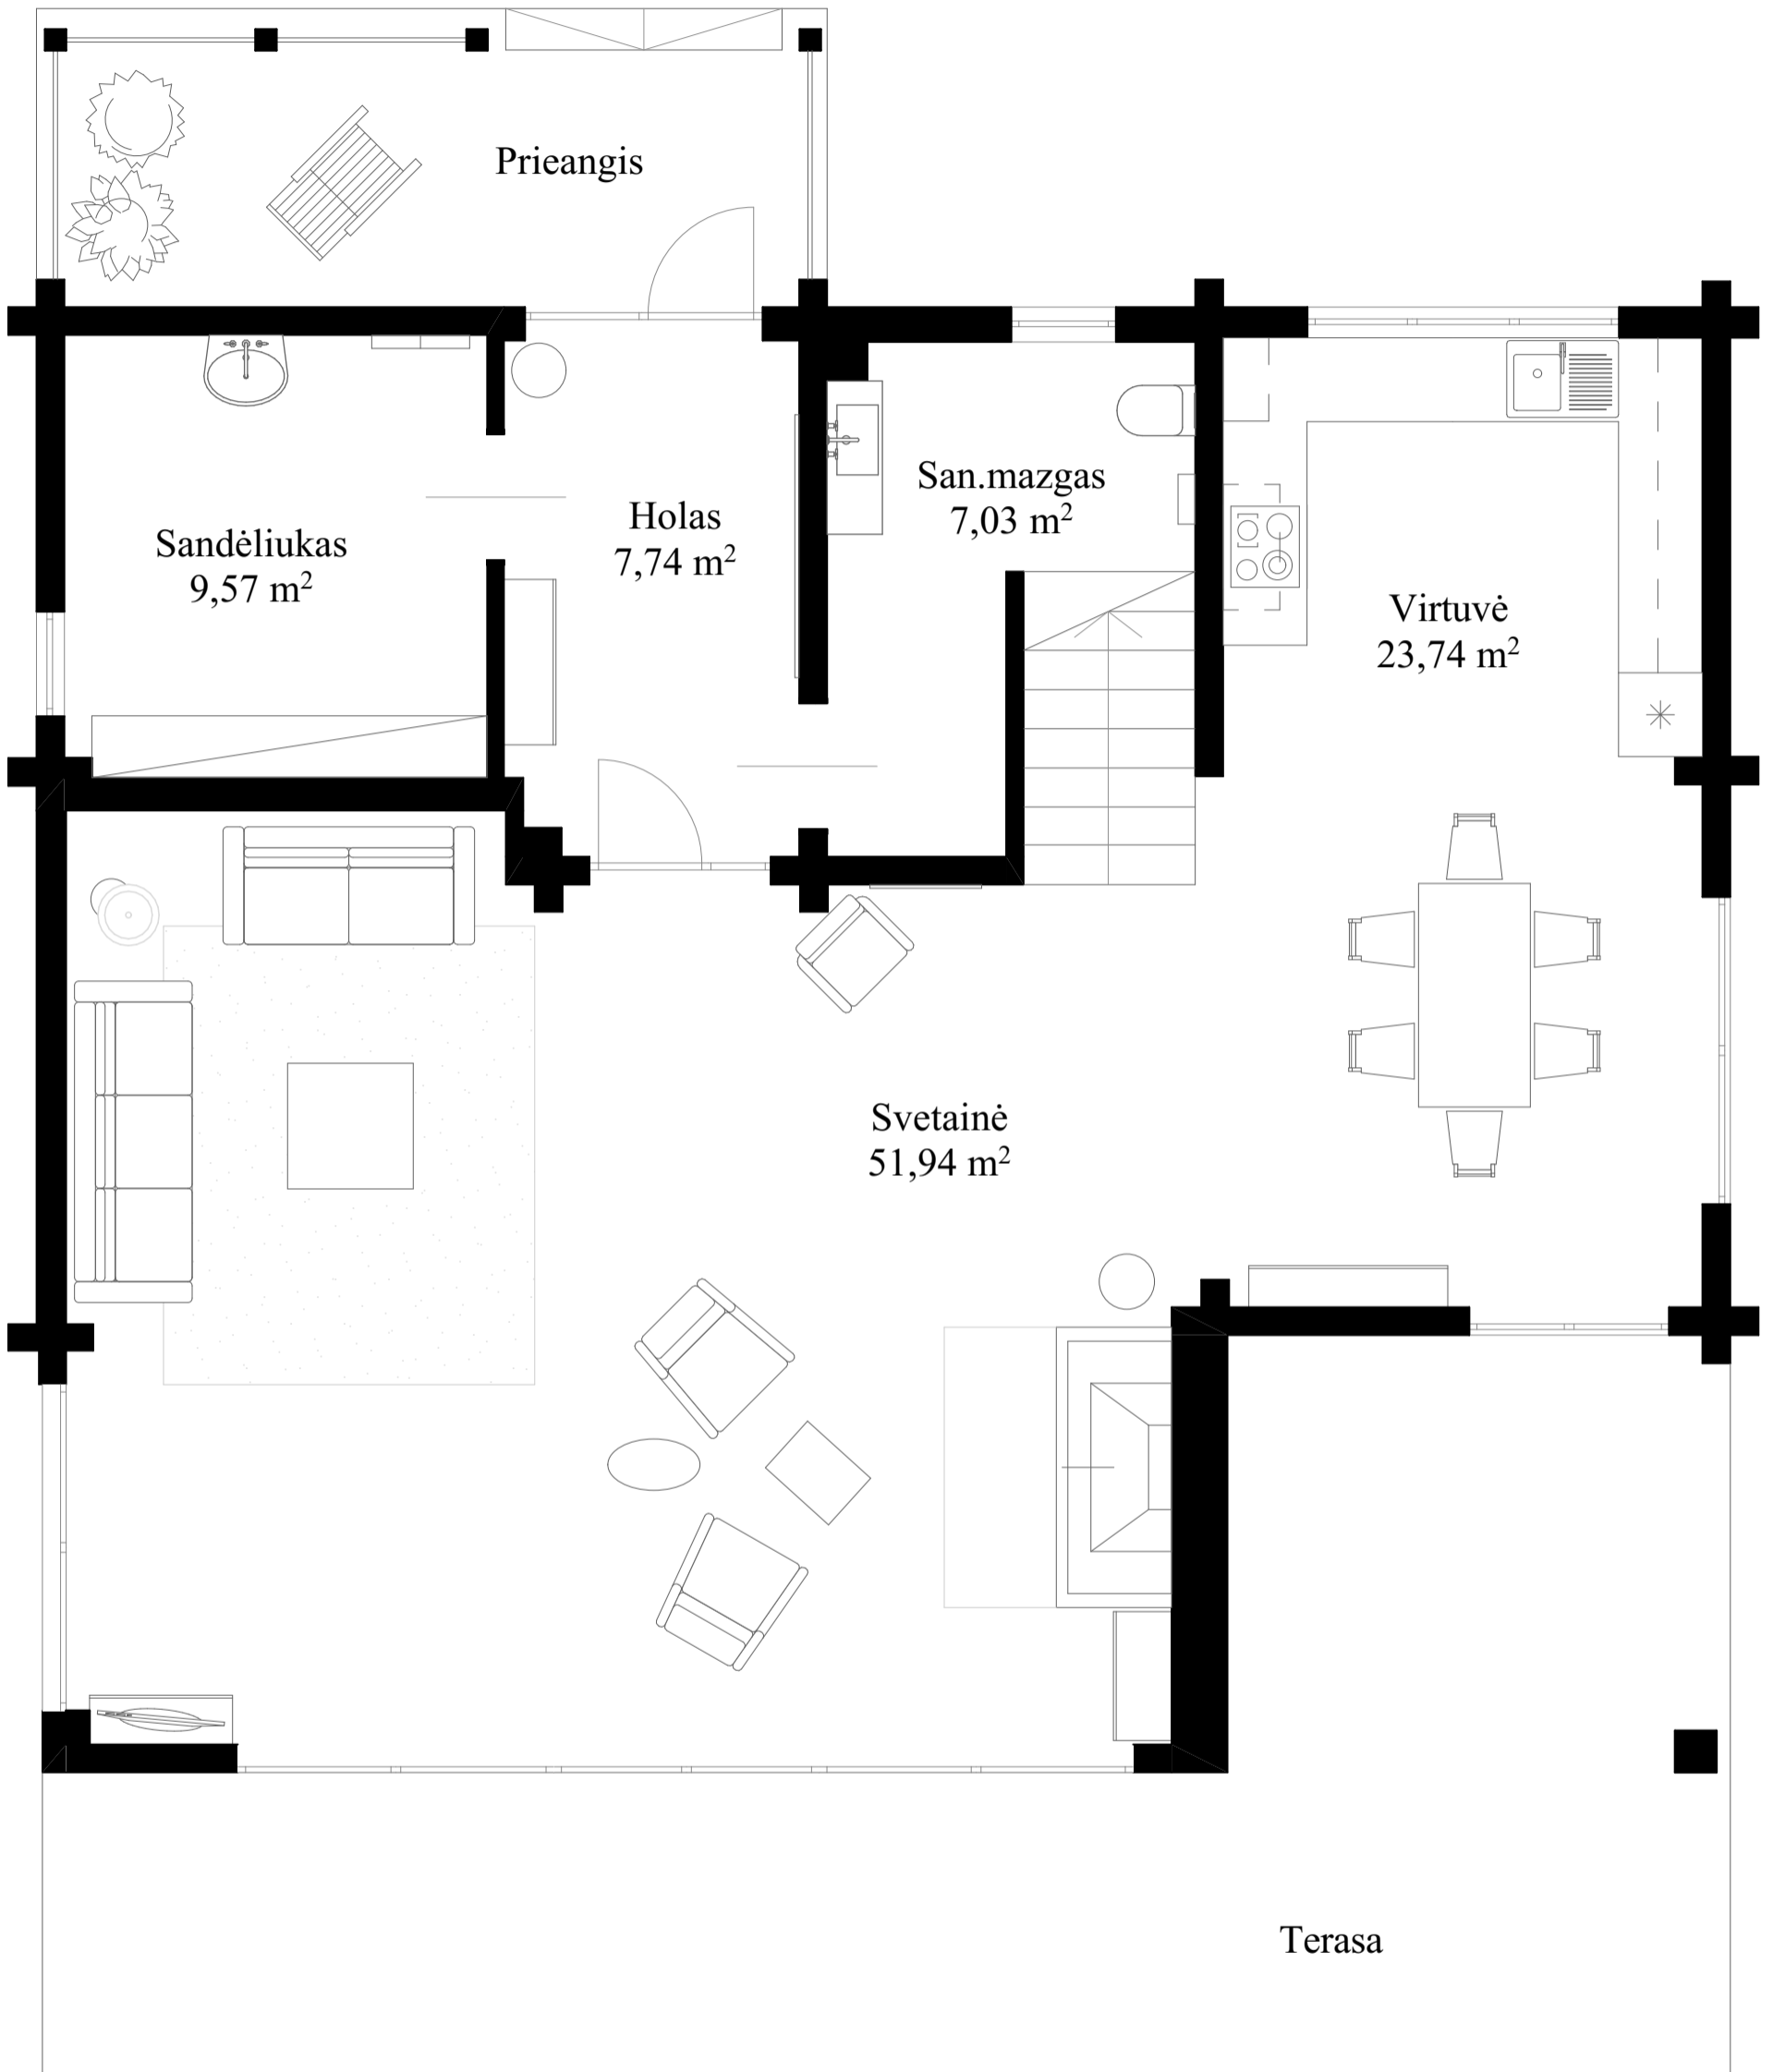 Prieangis
San.mazgas
7,03 m²
Holas
7,74 m²
Sandėliukas
9,57 m²
Virtuvė
23,74 m²
Svetainė
51,94 m²
Terasa